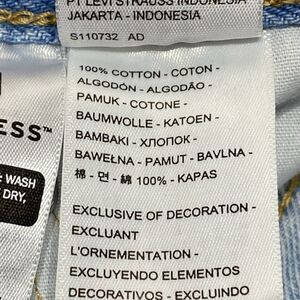 PT LEVI STRAUSS INDONESIA
JAKARTA - INDONESIA
S110732 AD
100% COTTON - COTON -
ALGODÓN - ALGODÃO -
PAMUK - COTONE -
BAUMWOLLE - KATOEN -
BAMBAKI - ХЛОПОК -
BAWEŁNA - PAMUT - BAVLNA -
棉 - 면 - 綿 100% - KAPAS
EXCLUSIVE OF DECORATION -
EXCLUANT
L'ORNEMENTATION -
EXCLUYENDO ELEMENTOS
DECORATIVOS - EXCLUINDO
ESS™
WASH
DRY,